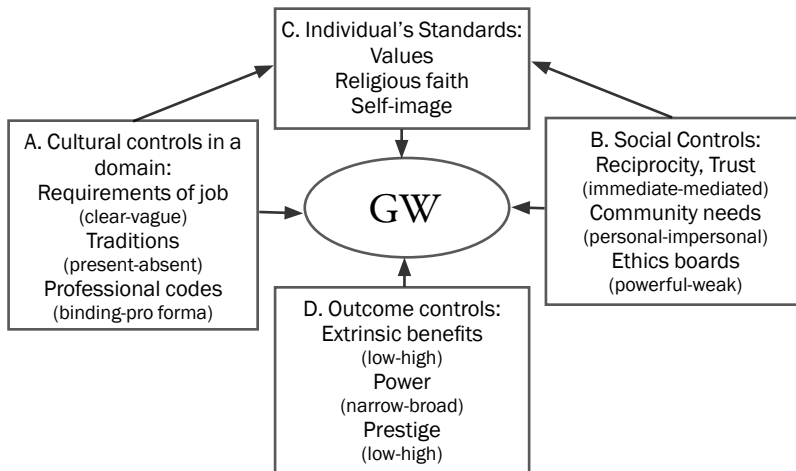 C. Individual's Standards:
Values
Religious faith
Self-image
A. Cultural controls in a
domain:
Requirements of job
(clear-vague)
Traditions
(present-absent)
Professional codes
(binding-pro forma)
GW
B. Social Controls:
Reciprocity, Trust
(immediate-mediated)
Community needs
(personal-impersonal)
Ethics boards
(powerful-weak)
D. Outcome controls:
Extrinsic benefits
(low-high)
Power
(narrow-broad)
Prestige
(low-high)